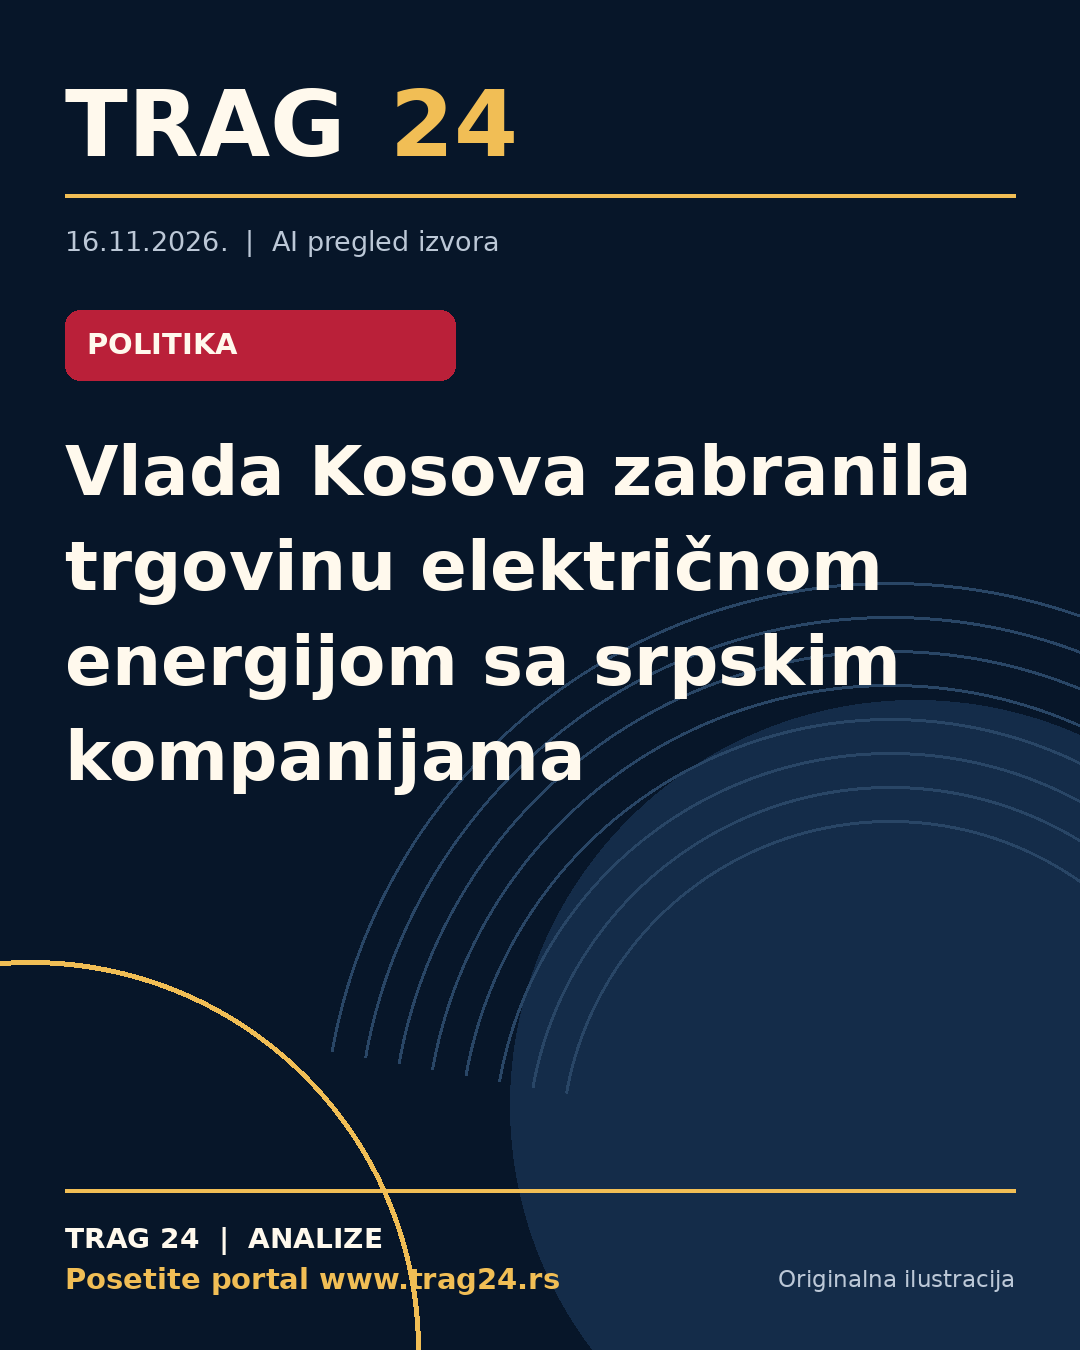 TRAG 24
16.11.2026. | AI pregled izvora
POLITIKA
Vlada Kosova zabranila
trgovinu električnom
energijom sa srpskim
kompanijama
TRAG 24 | ANALIZE
Posetite portal www.trag24.rs
Originalna ilustracija